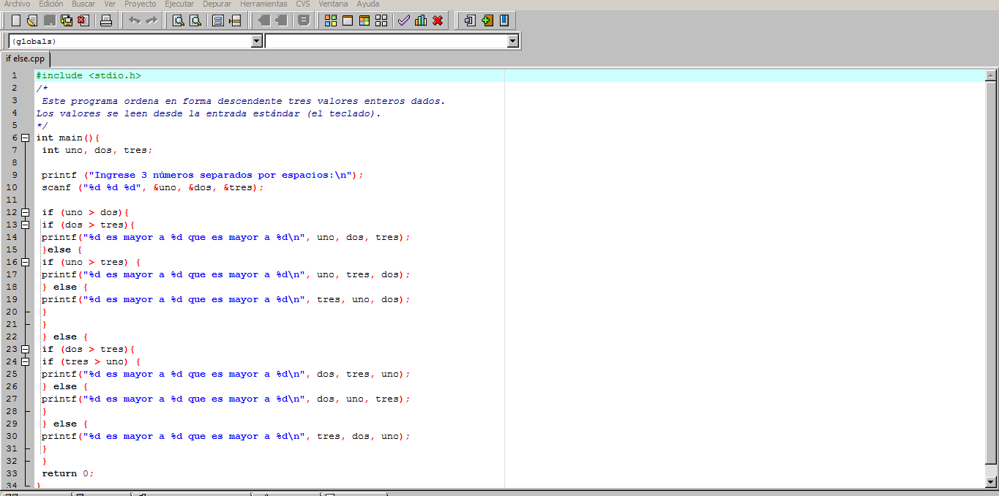 Archivo Edición Buscar Ver Proyecto Ejecutar Depurar Herramientas CVS Ventana Ayuda
(globals)
if else.cpp
1 #include <stdio.h>
2 /*
3 Este programa ordena en forma descendente tres valores enteros dados.
4 Los valores se leen desde la entrada estándar (el teclado).
5 */
6 int main(){
7 int uno, dos, tres;
8
9 printf ("Ingrese 3 números separados por espacios:\n");
10 scanf ("%d %d %d", &uno, &dos, &tres);
11
12 if (uno > dos){
13 if (dos > tres){
14 printf("%d es mayor a %d que es mayor a %d\n", uno, dos, tres);
15 }else {
16 if (uno > tres) {
17 printf("%d es mayor a %d que es mayor a %d\n", uno, tres, dos);
18 } else {
19 printf("%d es mayor a %d que es mayor a %d\n", tres, uno, dos);
20 }
21 }
22 } else {
23 if (dos > tres){
24 if (tres > uno) {
25 printf("%d es mayor a %d que es mayor a %d\n", dos, tres, uno);
26 } else {
27 printf("%d es mayor a %d que es mayor a %d\n", dos, uno, tres);
28 }
29 } else {
30 printf("%d es mayor a %d que es mayor a %d\n", tres, dos, uno);
31 }
32 }
33 return 0;
34 }